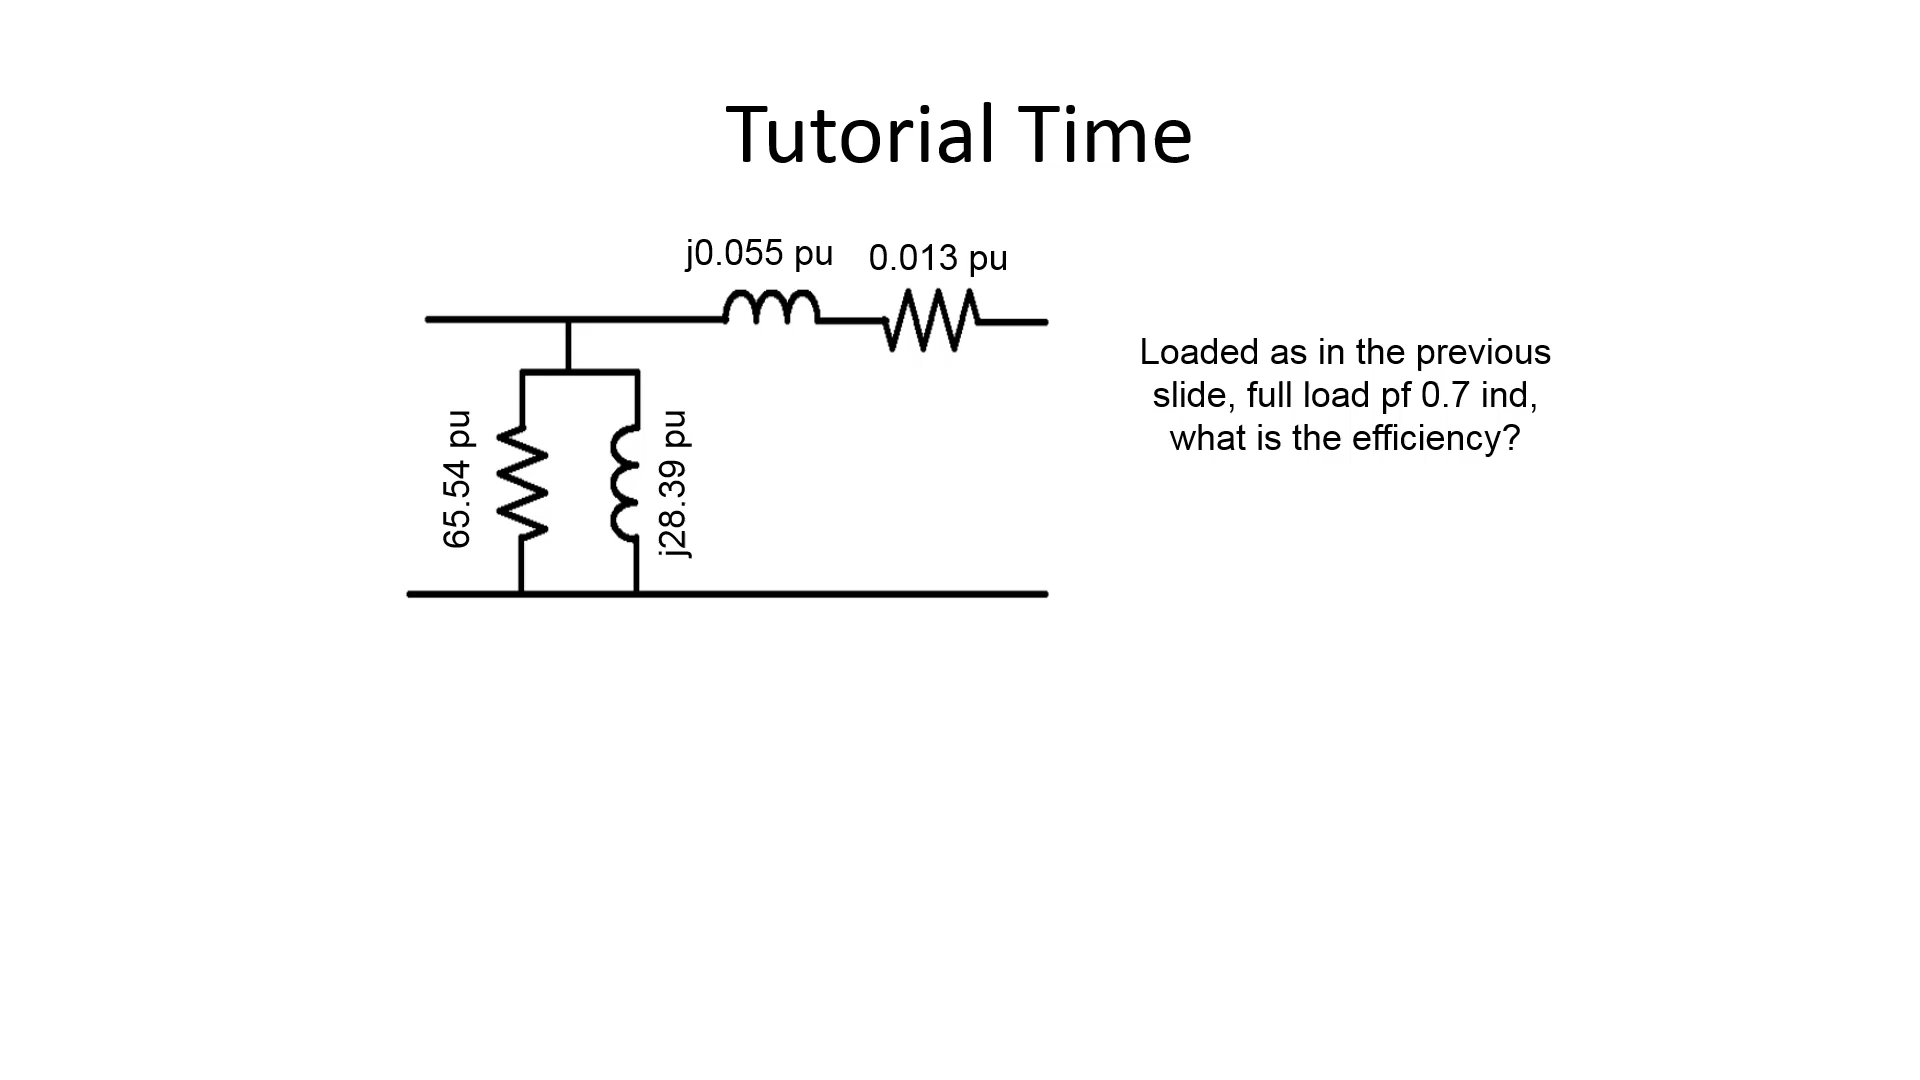 Tutorial Time
j0.055 pu
0.013 pu
65.54 pu
j28.39 pu
Loaded as in the previous
slide, full load pf 0.7 ind,
what is the efficiency?